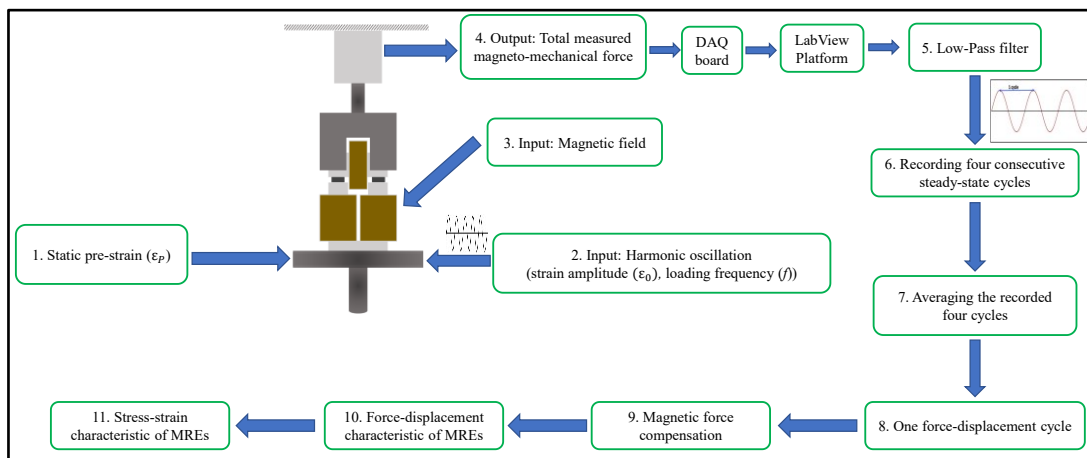 4. Output: Total measured
magneto-mechanical force
DAQ
board
LabView
Platform
5. Low-Pass filter
3. Input: Magnetic field
6. Recording four consecutive
steady-state cycles
1. Static pre-strain (εP)
2. Input: Harmonic oscillation
(strain amplitude (ε0), loading frequency (f))
7. Averaging the recorded
four cycles
11. Stress-strain
characteristic of MREs
10. Force-displacement
characteristic of MREs
9. Magnetic force
compensation
8. One force-displacement cycle